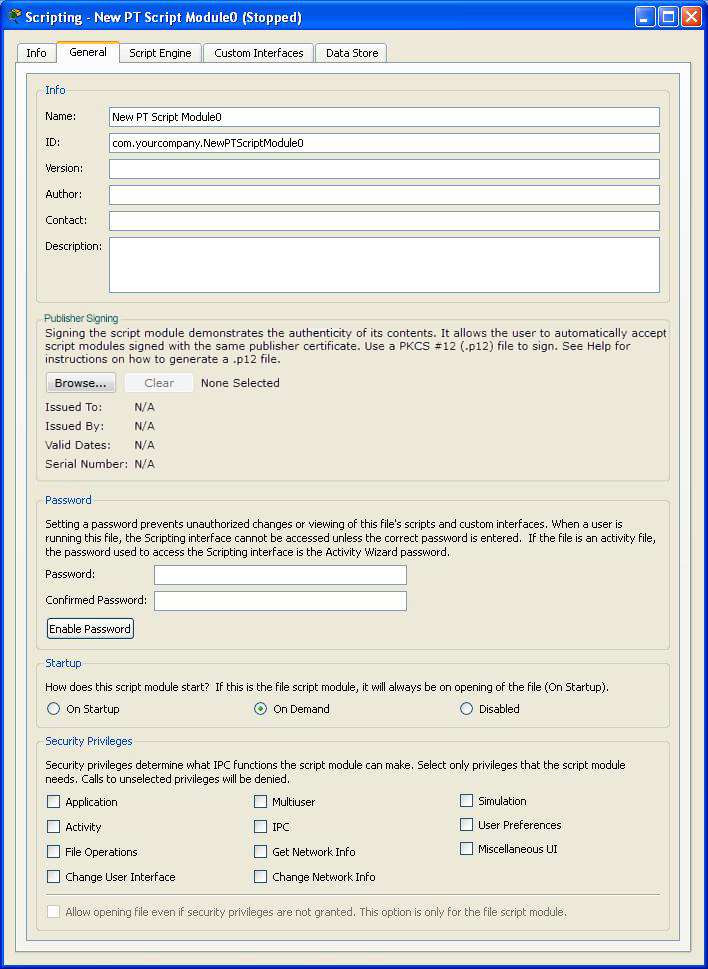 Scripting - New PT Script Module0 (Stopped)
Info
General
Script Engine
Custom Interfaces
Data Store
Info
Name:
New PT Script Module0
ID:
com.yourcompany.NewPTScriptModule0
Version:
Author:
Contact:
Description:
Publisher Signing
Signing the script module demonstrates the authenticity of its contents. It allows the user to automatically accept
script modules signed with the same publisher certificate. Use a PKCS #12 (.p12) file to sign. See Help for
instructions on how to generate a .p12 file.
Browse...
Clear
None Selected
Issued To: N/A
Issued By: N/A
Valid Dates: N/A
Serial Number: N/A
Password
Setting a password prevents unauthorized changes or viewing of this file's scripts and custom interfaces. When a user is
running this file, the Scripting interface cannot be accessed unless the correct password is entered.  If the file is an activity file,
the password used to access the Scripting interface is the Activity Wizard password.
Password:
Confirmed Password:
Enable Password
Startup
How does this script module start?  If this is the file script module, it will always be on opening of the file (On Startup).
On Startup
On Demand
Disabled
Security Privileges
Security privileges determine what IPC functions the script module can make. Select only privileges that the script module
needs. Calls to unselected privileges will be denied.
Application
Multiuser
Simulation
Activity
IPC
User Preferences
File Operations
Get Network Info
Miscellaneous UI
Change User Interface
Change Network Info
Allow opening file even if security privileges are not granted. This option is only for the file script module.